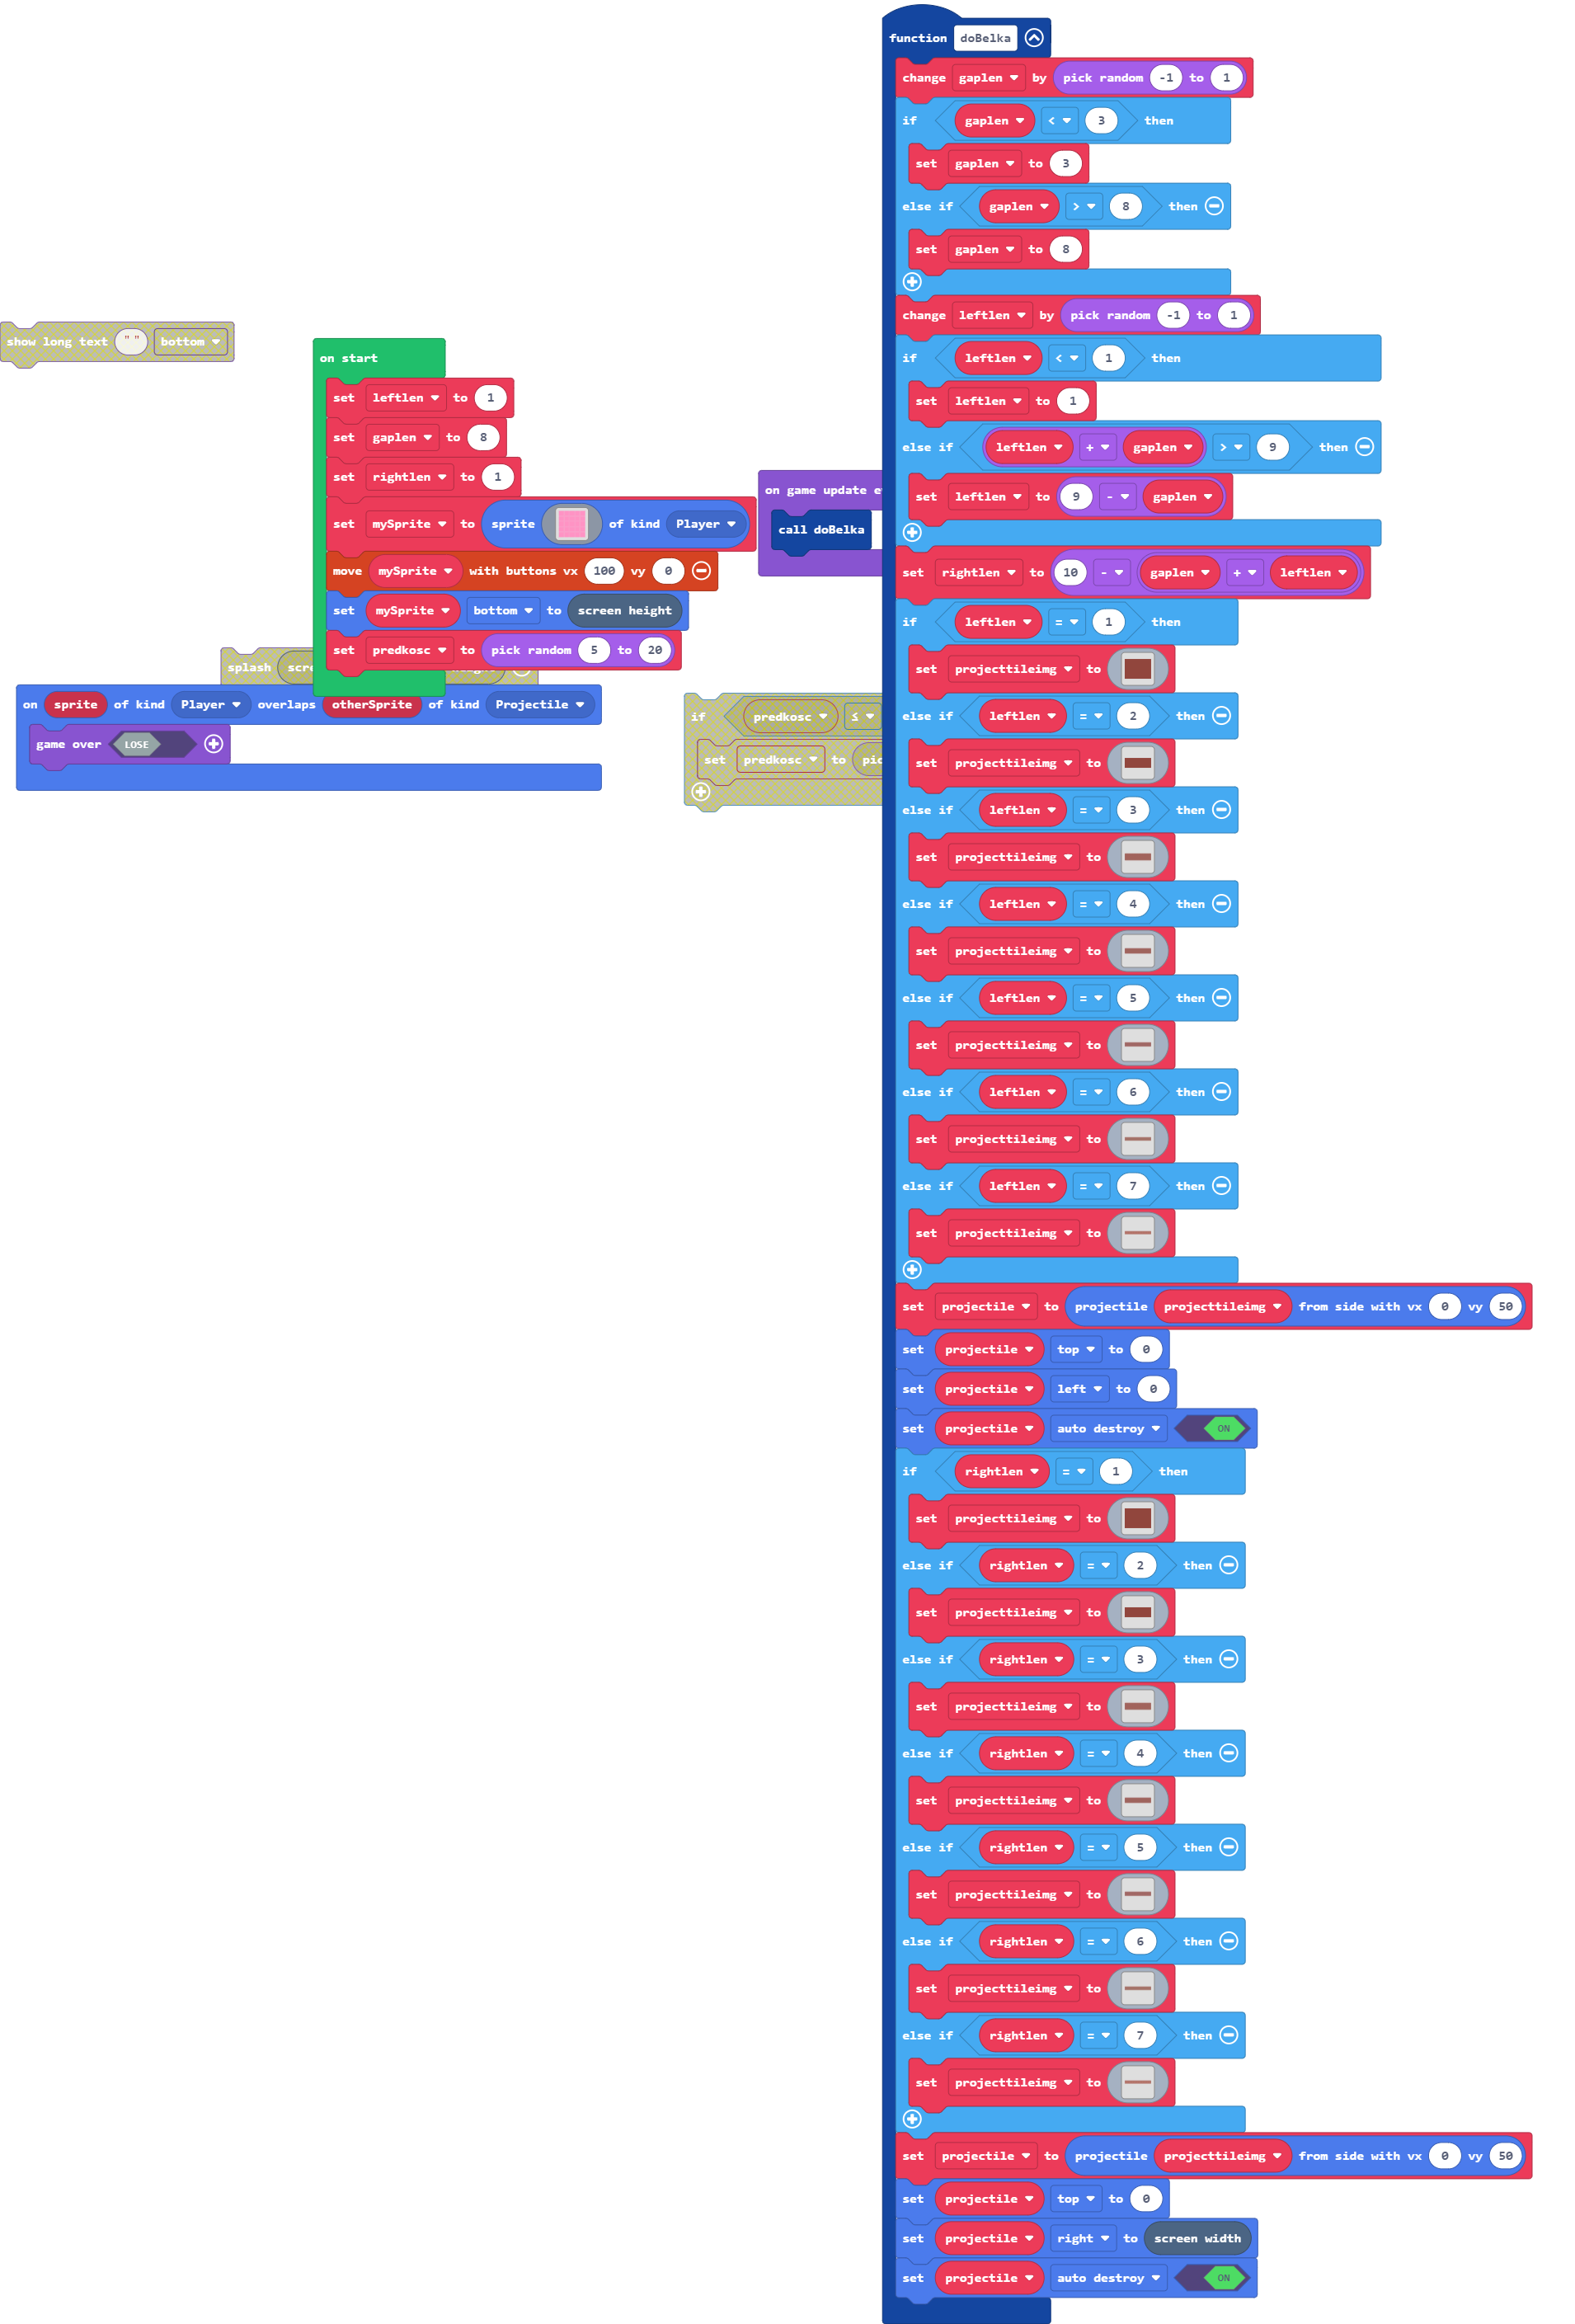 show long text " " bottom
on start
set leftlen to 1
set gaplen to 8
set rightlen to 1
set mySprite to sprite of kind Player
move mySprite with buttons vx 100 vy 0
set mySprite bottom to screen height
set predkosc to pick random 5 to 20
splash
on sprite of kind Player overlaps otherSprite of kind Projectile
game over LOSE
on game update
call doBelka
if predkosc ≤
set predkosc to
function doBelka
change gaplen by pick random -1 to 1
if gaplen < 3 then
set gaplen to 3
else if gaplen > 8 then
set gaplen to 8
change leftlen by pick random -1 to 1
if leftlen < 1 then
set leftlen to 1
else if leftlen + gaplen > 9 then
set leftlen to 9 - gaplen
set rightlen to 10 - gaplen + leftlen
if leftlen = 1 then
set projecttileimg to
else if leftlen = 2 then
set projecttileimg to
else if leftlen = 3 then
set projecttileimg to
else if leftlen = 4 then
set projecttileimg to
else if leftlen = 5 then
set projecttileimg to
else if leftlen = 6 then
set projecttileimg to
else if leftlen = 7 then
set projecttileimg to
set projectile to projectile projecttileimg from side with vx 0 vy 50
set projectile top to 0
set projectile left to 0
set projectile auto destroy ON
if rightlen = 1 then
set projecttileimg to
else if rightlen = 2 then
set projecttileimg to
else if rightlen = 3 then
set projecttileimg to
else if rightlen = 4 then
set projecttileimg to
else if rightlen = 5 then
set projecttileimg to
else if rightlen = 6 then
set projecttileimg to
else if rightlen = 7 then
set projecttileimg to
set projectile to projectile projecttileimg from side with vx 0 vy 50
set projectile top to 0
set projectile right to screen width
set projectile auto destroy ON